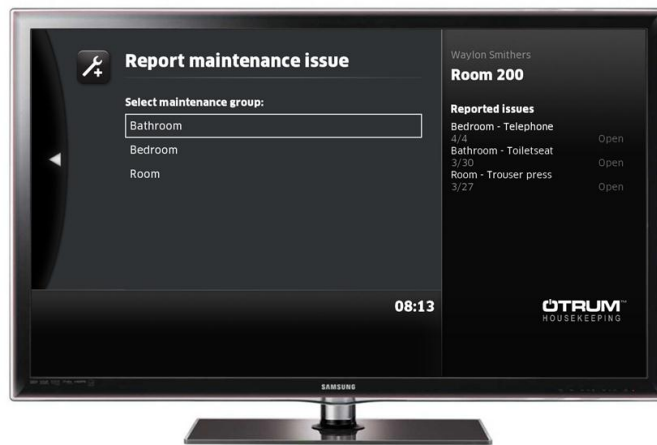 Report maintenance issue
Select maintenance group:
Bathroom
Bedroom
Room
08:13
Waylon Smithers
Room 200
Reported issues
Bedroom - Telephone
4/4 Open
Bathroom - Toiletseat
3/30 Open
Room - Trouser press
3/27 Open
OTRUM™
HOUSEKEEPING
SAMSUNG